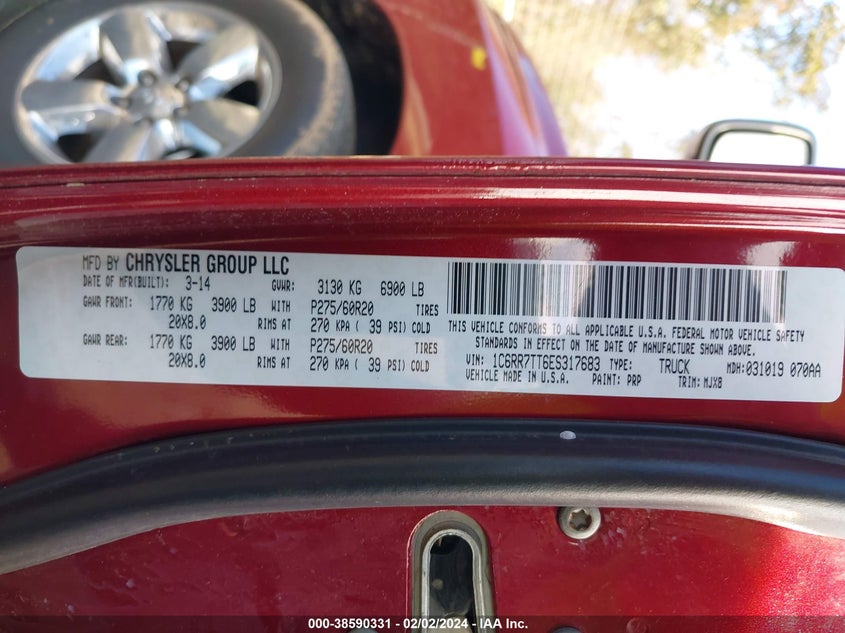 MFD BY CHRYSLER GROUP LLC
DATE OF MFR(BUILT): 3-14 GVWR: 3130 KG 6900 LB
GAWR FRONT: 1770 KG 3900 LB WITH P275/60R20 TIRES
20X8.0 RIMS AT 270 KPA ( 39 PSI) COLD
GAWR REAR: 1770 KG 3900 LB WITH P275/60R20 TIRES
20X8.0 RIMS AT 270 KPA ( 39 PSI) COLD
THIS VEHICLE CONFORMS TO ALL APPLICABLE U.S.A. FEDERAL MOTOR VEHICLE SAFETY
STANDARDS IN EFFECT ON THE DATE OF MANUFACTURE SHOWN ABOVE.
VIN: 1C6RR7TT6ES317683 TYPE: TRUCK MDH:031019 070AA
VEHICLE MADE IN U.S.A. PAINT: PRP TRIM: MJX8
000-38590331 - 02/02/2024 - IAA Inc.